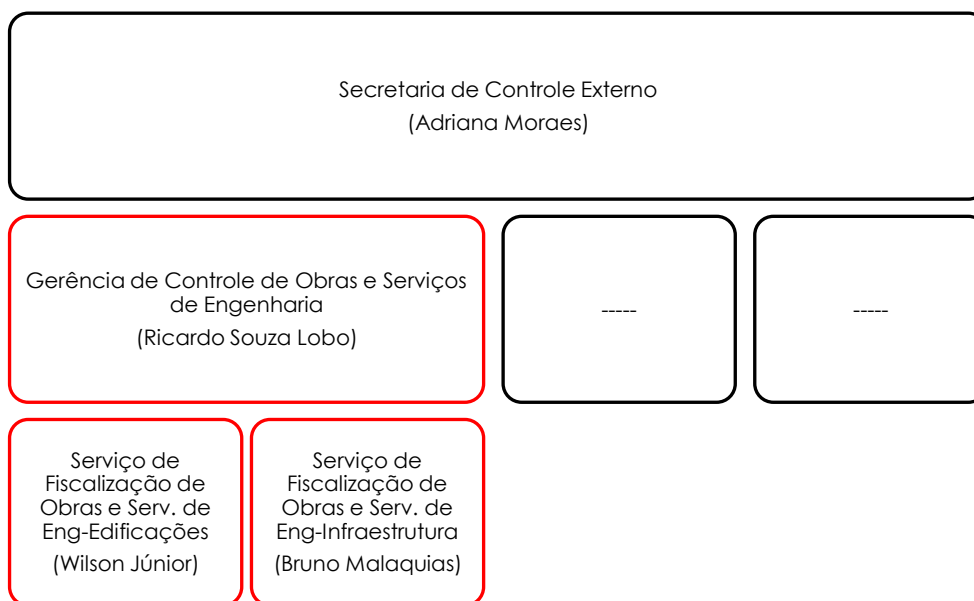 Secretaria de Controle Externo
(Adriana Moraes)
Gerência de Controle de Obras e Serviços
de Engenharia
(Ricardo Souza Lobo)
-----
-----
Serviço de
Fiscalização de
Obras e Serv. de
Eng-Edificações
(Wilson Júnior)
Serviço de
Fiscalização de
Obras e Serv. de
Eng-Infraestrutura
(Bruno Malaquias)